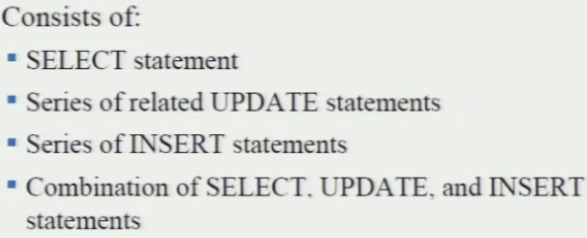 Consists of:
▪ SELECT statement
▪ Series of related UPDATE statements
▪ Series of INSERT statements
▪ Combination of SELECT, UPDATE, and INSERT
statements